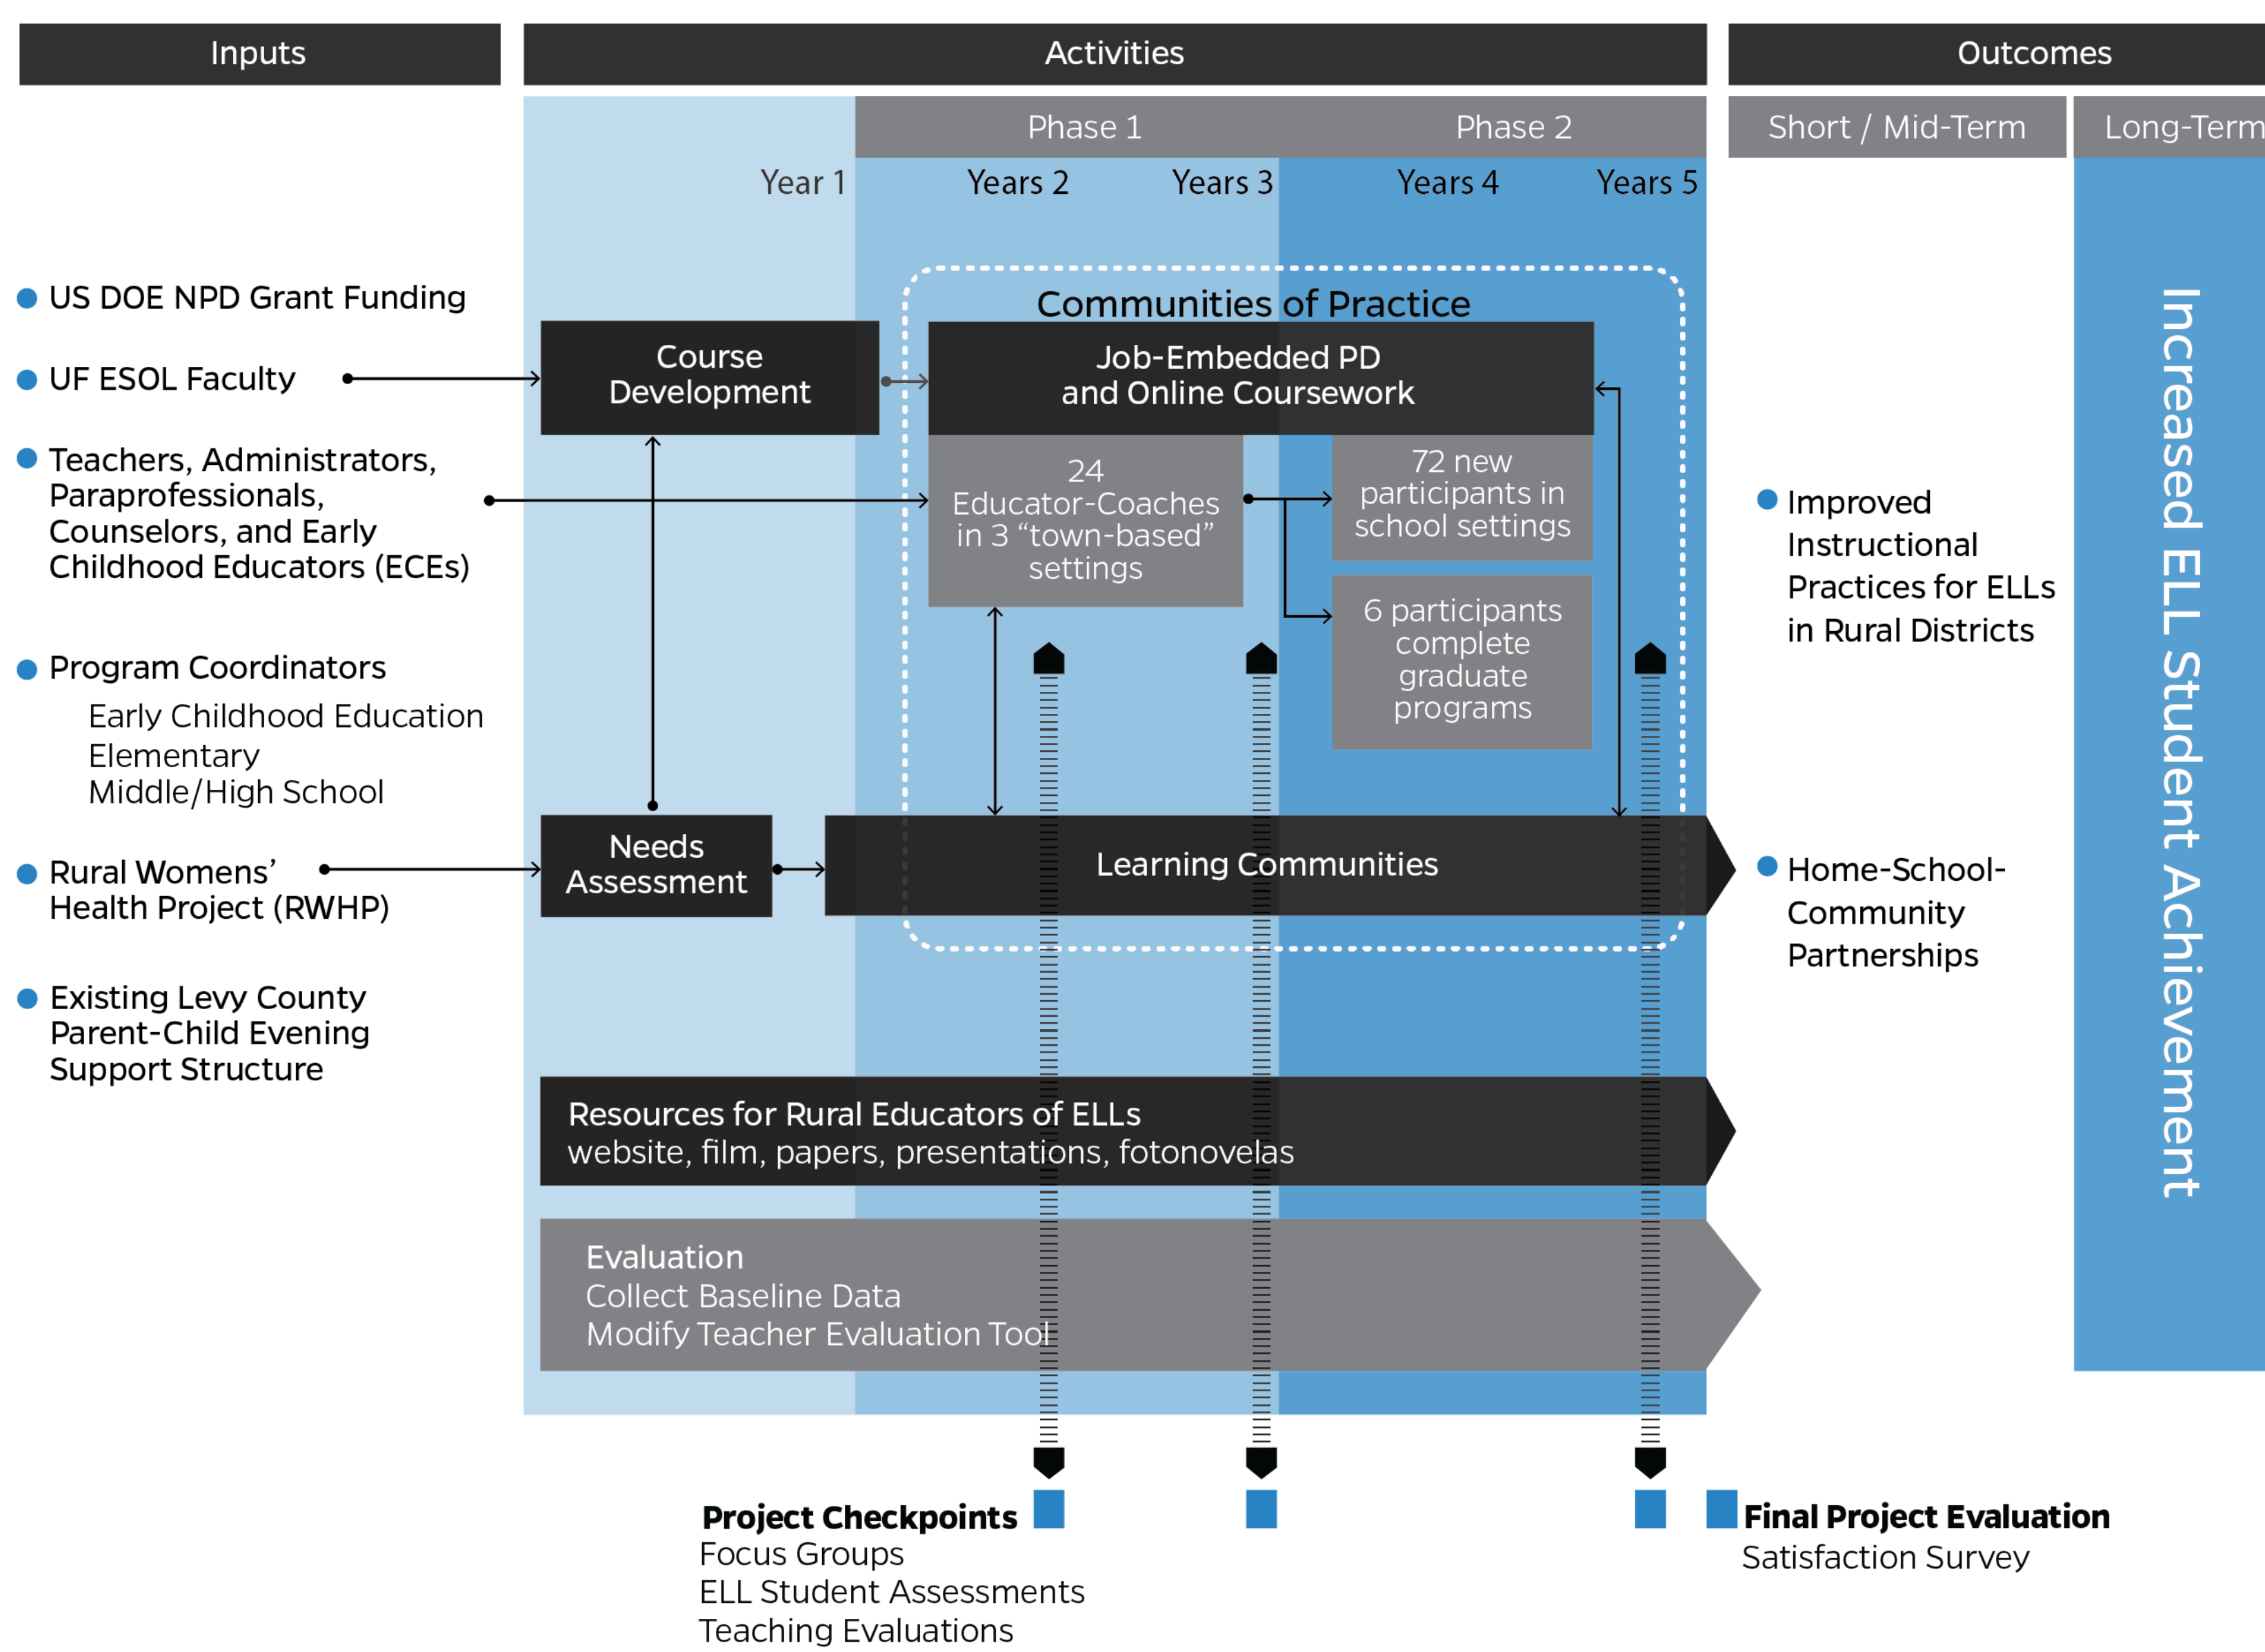 Inputs
Activities
Outcomes
Phase 1
Phase 2
Short / Mid-Term
Long-Term
Year 1
Years 2
Years 3
Years 4
Years 5
US DOE NPD Grant Funding
UF ESOL Faculty
Teachers, Administrators,
Paraprofessionals,
Counselors, and Early
Childhood Educators (ECEs)
Program Coordinators
Early Childhood Education
Elementary
Middle/High School
Rural Womens’
Health Project (RWHP)
Existing Levy County
Parent-Child Evening
Support Structure
Course
Development
Needs
Assessment
Communities of Practice
Job-Embedded PD
and Online Coursework
24
Educator-Coaches
in 3 “town-based”
settings
72 new
participants in
school settings
6 participants
complete
graduate
programs
Learning Communities
Resources for Rural Educators of ELLs
website, film, papers, presentations, fotonovelas
Evaluation
Collect Baseline Data
Modify Teacher Evaluation Tool
Improved
Instructional
Practices for ELLs
in Rural Districts
Home-School-
Community
Partnerships
Increased ELL Student Achievement
Project Checkpoints
Focus Groups
ELL Student Assessments
Teaching Evaluations
Final Project Evaluation
Satisfaction Survey